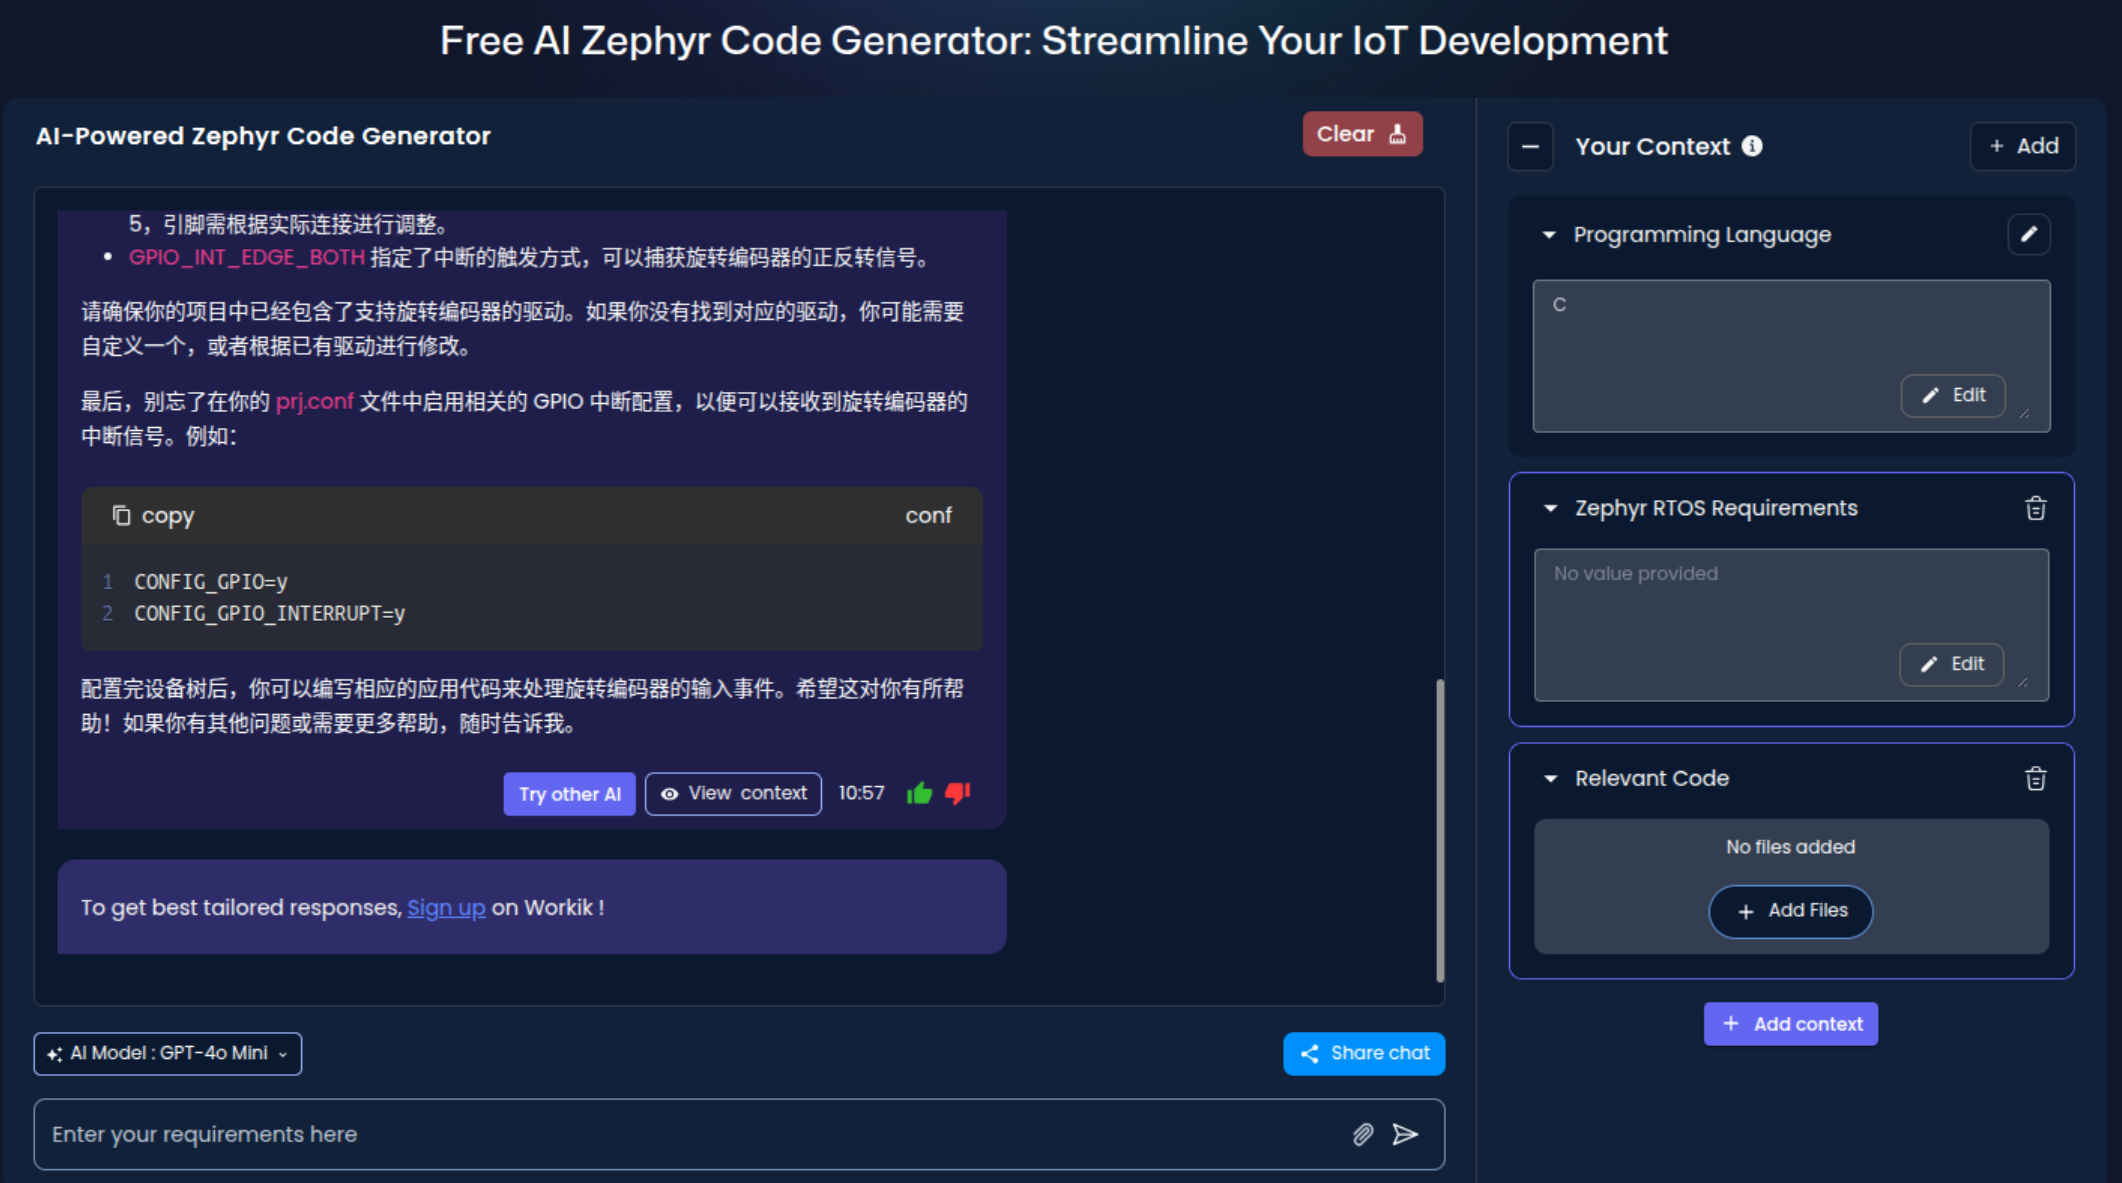 Free AI Zephyr Code Generator: Streamline Your IoT Development
AI-Powered Zephyr Code Generator
Clear
5，引脚需根据实际连接进行调整。
• GPIO_INT_EDGE_BOTH 指定了中断的触发方式，可以捕获旋转编码器的正反转信号。
请确保你的项目中已经包含了支持旋转编码器的驱动。如果你没有找到对应的驱动，你可能需要
自定义一个，或者根据已有驱动进行修改。
最后，别忘了在你的 prj.conf 文件中启用相关的 GPIO 中断配置，以便可以接收到旋转编码器的
中断信号。例如：
copy conf
1 CONFIG_GPIO=y
2 CONFIG_GPIO_INTERRUPT=y
配置完设备树后，你可以编写相应的应用代码来处理旋转编码器的输入事件。希望这对你有所帮
助！如果你有其他问题或需要更多帮助，随时告诉我。
Try other AI View context 10:57
To get best tailored responses, Sign up on Workik !
AI Model : GPT-4o Mini
Share chat
Enter your requirements here
Your Context
+ Add
Programming Language
C
Edit
Zephyr RTOS Requirements
No value provided
Edit
Relevant Code
No files added
+ Add Files
+ Add context